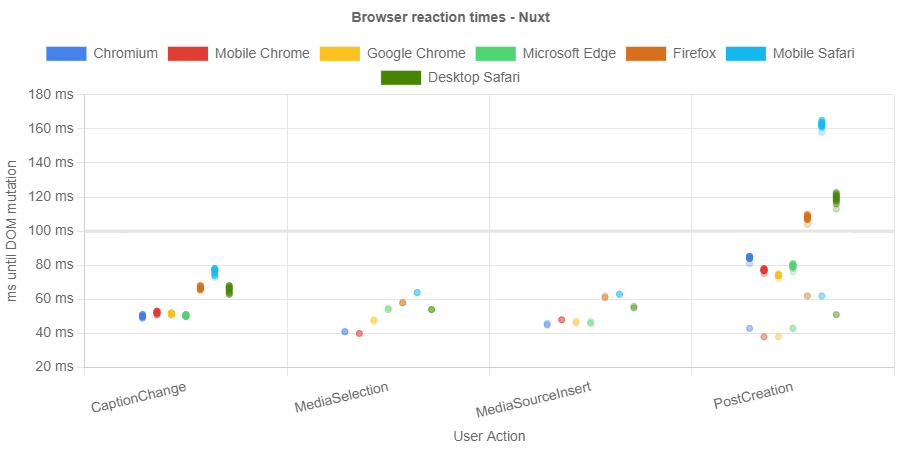 Browser reaction times - Nuxt
Chromium Mobile Chrome Google Chrome Microsoft Edge Firefox Mobile Safari
Desktop Safari
ms until DOM mutation
180 ms
160 ms
140 ms
120 ms
100 ms
80 ms
60 ms
40 ms
20 ms
CaptionChange MediaSelection MediaSourceInsert PostCreation
User Action